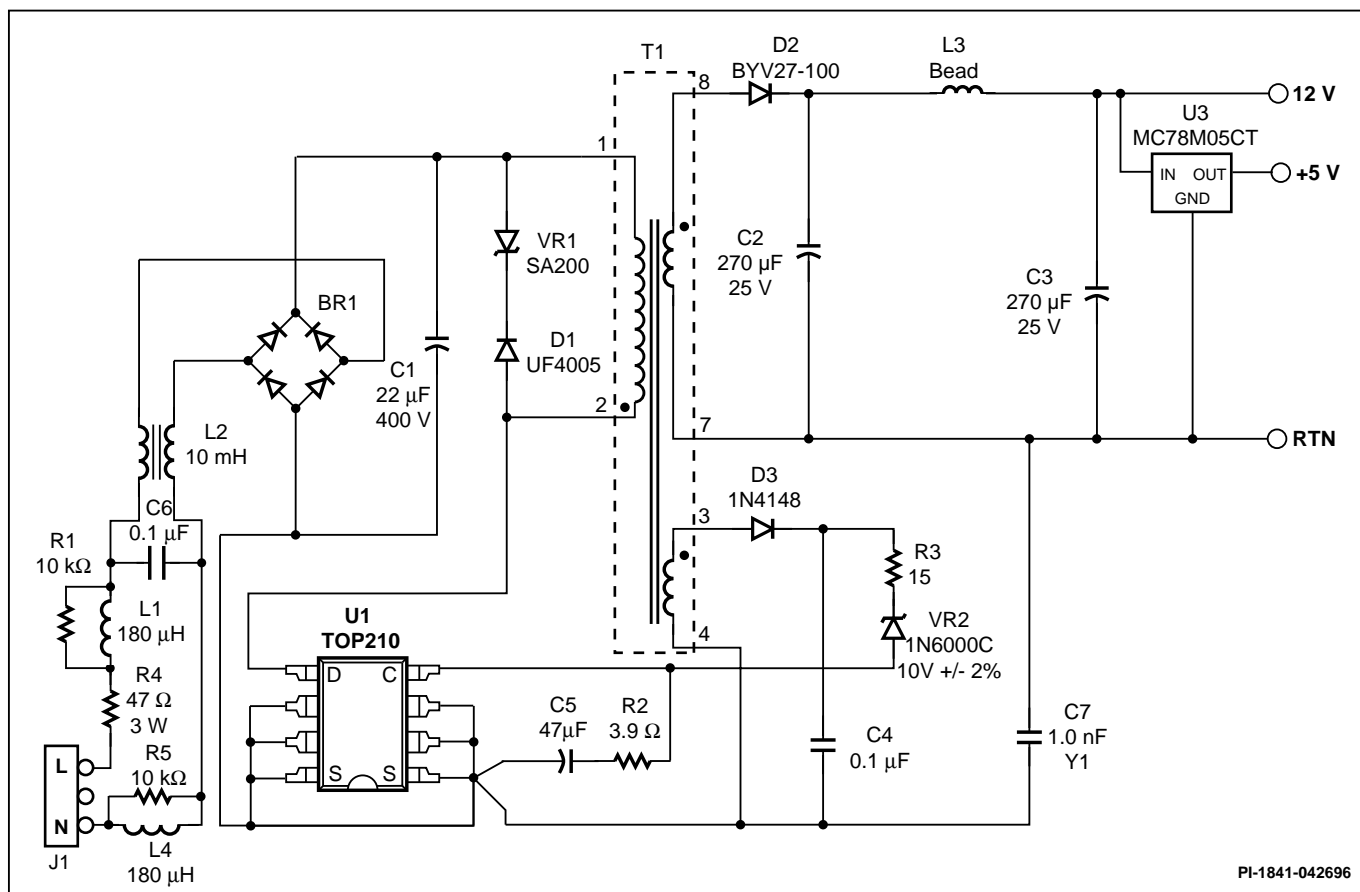 T1
D2
BYV27-100
L3
Bead
8
12 V
U3
MC78M05CT
1
IN OUT
GND
+5 V
VR1
SA200
C2
270 µF
25 V
C3
270 µF
25 V
BR1
D1
UF4005
C1
22 µF
400 V
2
7
RTN
L2
10 mH
D3
1N4148
3
C6
0.1 µF
R1
10 kΩ
R3
15
L1
180 µH
U1
TOP210
4
VR2
1N6000C
10V +/- 2%
D C
R4
47 Ω
3 W
C5
47µF
R2
3.9 Ω
C4
0.1 µF
C7
1.0 nF
Y1
L
R5
10 kΩ
S S
N
J1
L4
180 µH
PI-1841-042696